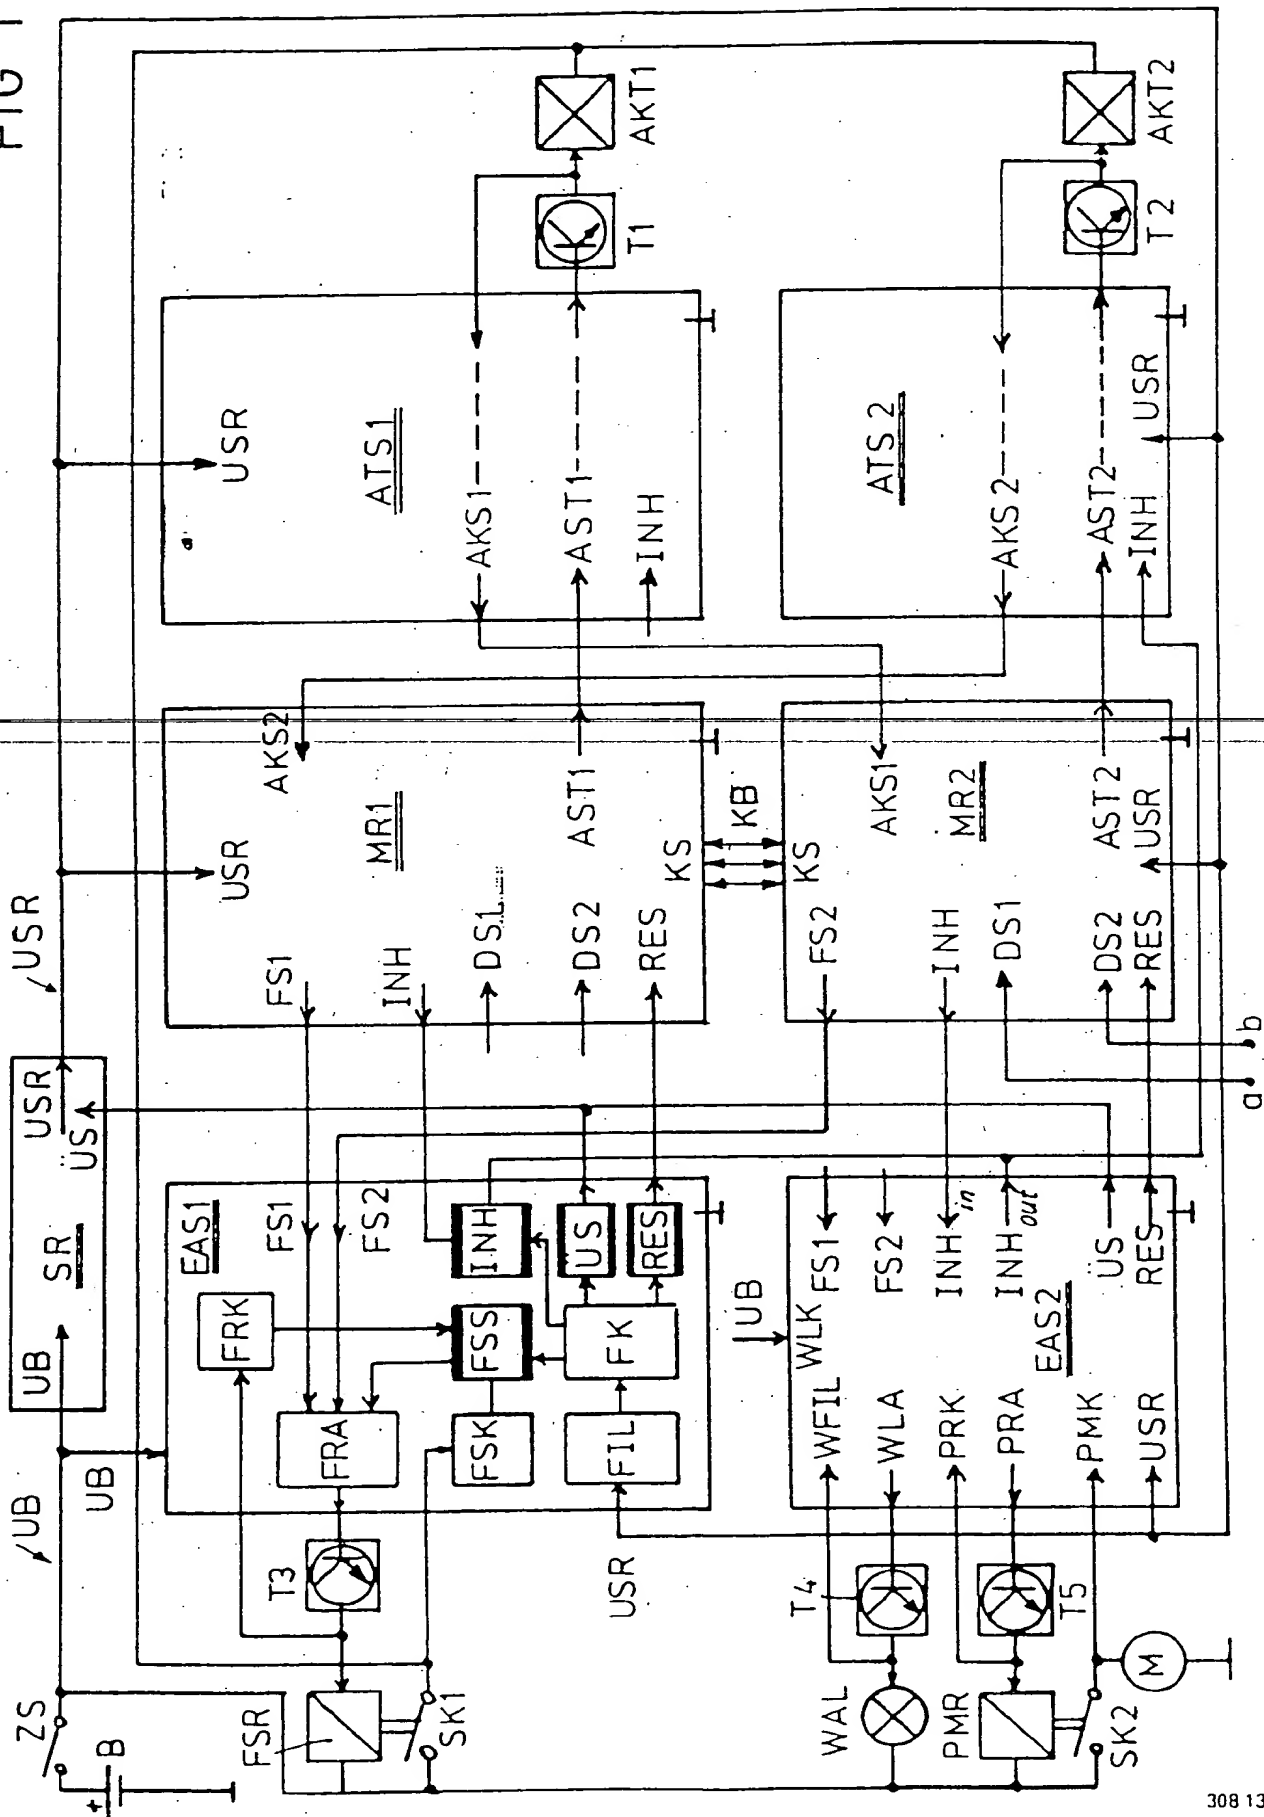 FIG 1
ZS
+
B
UB
UB
UB
SR
USR
ÜS
USR
FSR
SK1
T3
EAS1
FRK
FRA
FS1
FS2
FSK
FSS
INH
FIL
FK
US
RES
USR
FS1
INH
DS1
DS2
RES
USR
MR1
AKS2
AST1
KS
KB
USR
ATS1
AKS1
AST1
INH
T1
AKT1
WAL
PMR
SK2
M
T4
T5
UB
WFIL
WLK
WLA
PRK
PRA
PMK
USR
EAS2
FS1
FS2
INH in
INH out
ÜS
RES
a
b
KS
FS2
INH
DS1
DS2
RES
MR2
AKS1
AST2
USR
ATS2
AKS2
AST2
INH
USR
T2
AKT2
308 13